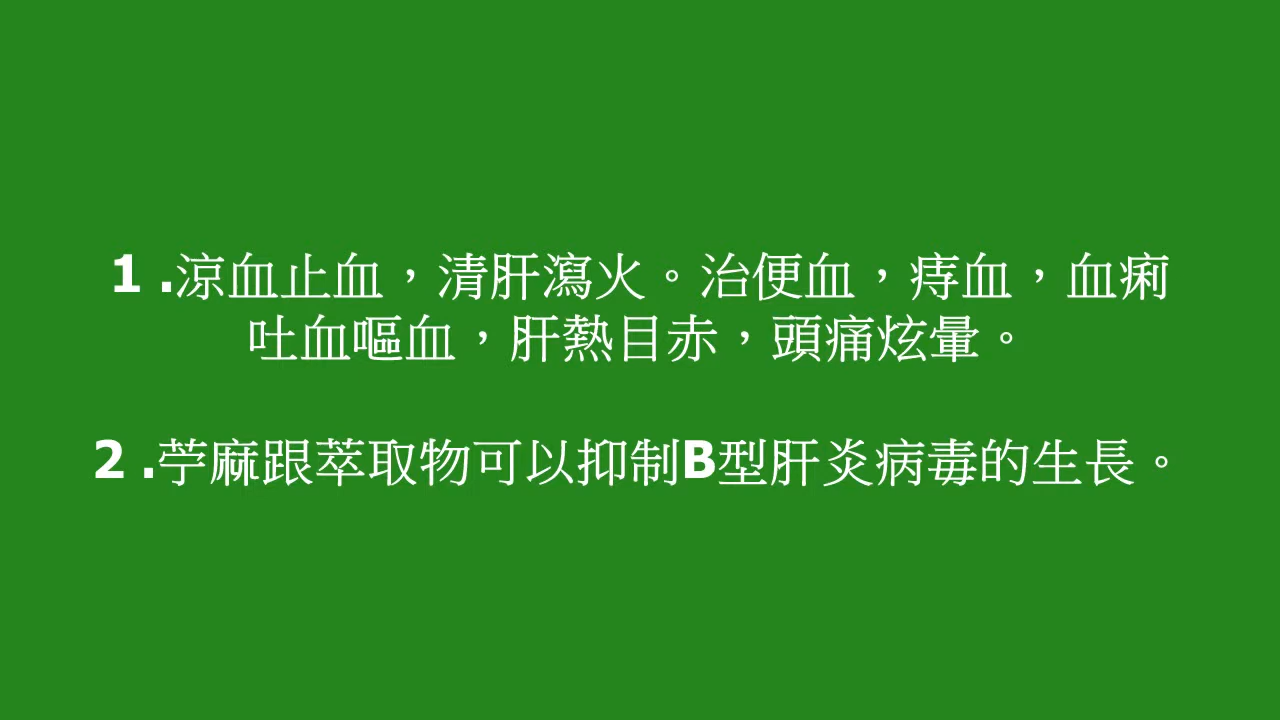 1 .涼血止血，清肝瀉火。治便血，痔血，血痢
吐血嘔血，肝熱目赤，頭痛炫暈。
2 .苧麻跟萃取物可以抑制B型肝炎病毒的生長。